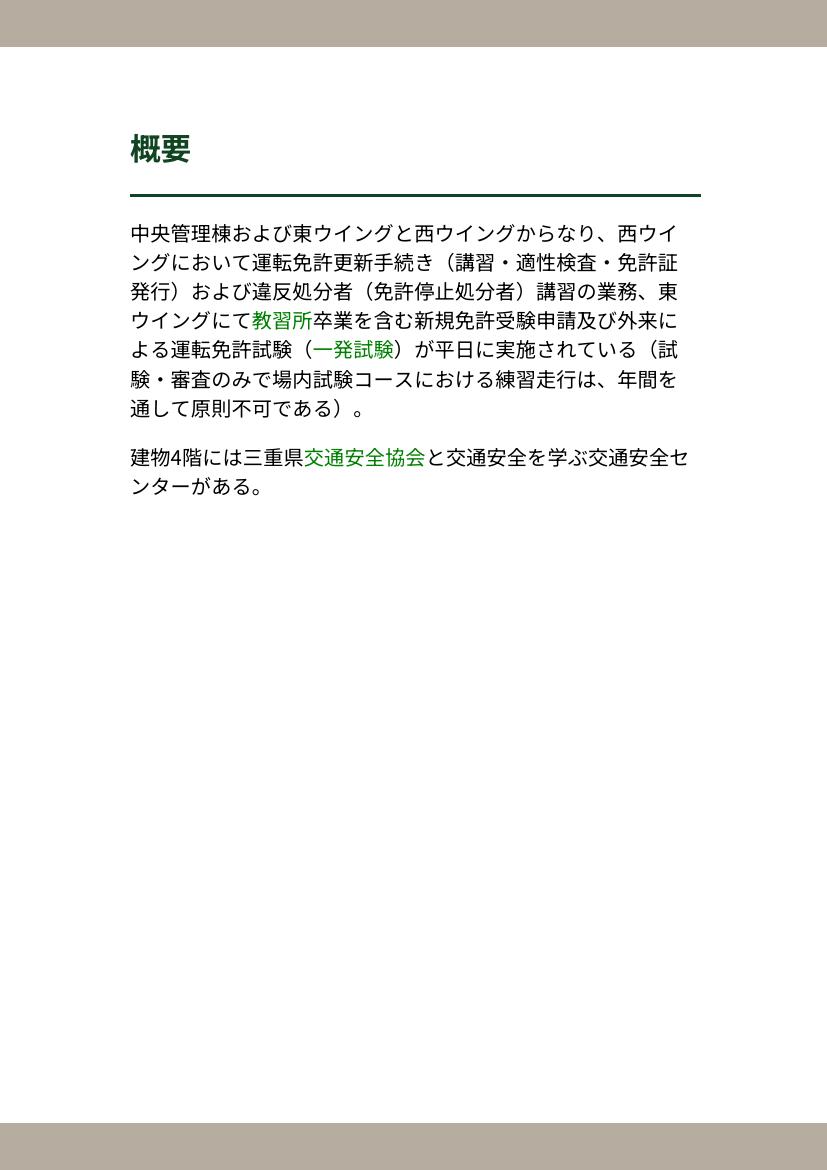 概要
中央管理棟および東ウイングと西ウイングからなり、西ウイ
ングにおいて運転免許更新手続き（講習・適性検査・免許証
発行）および違反処分者（免許停止処分者）講習の業務、東
ウイングにて教習所卒業を含む新規免許受験申請及び外来に
よる運転免許試験（一発試験）が平日に実施されている（試
験・審査のみで場内試験コースにおける練習走行は、年間を
通して原則不可である）。
建物4階には三重県交通安全協会と交通安全を学ぶ交通安全セ
ンターがある。